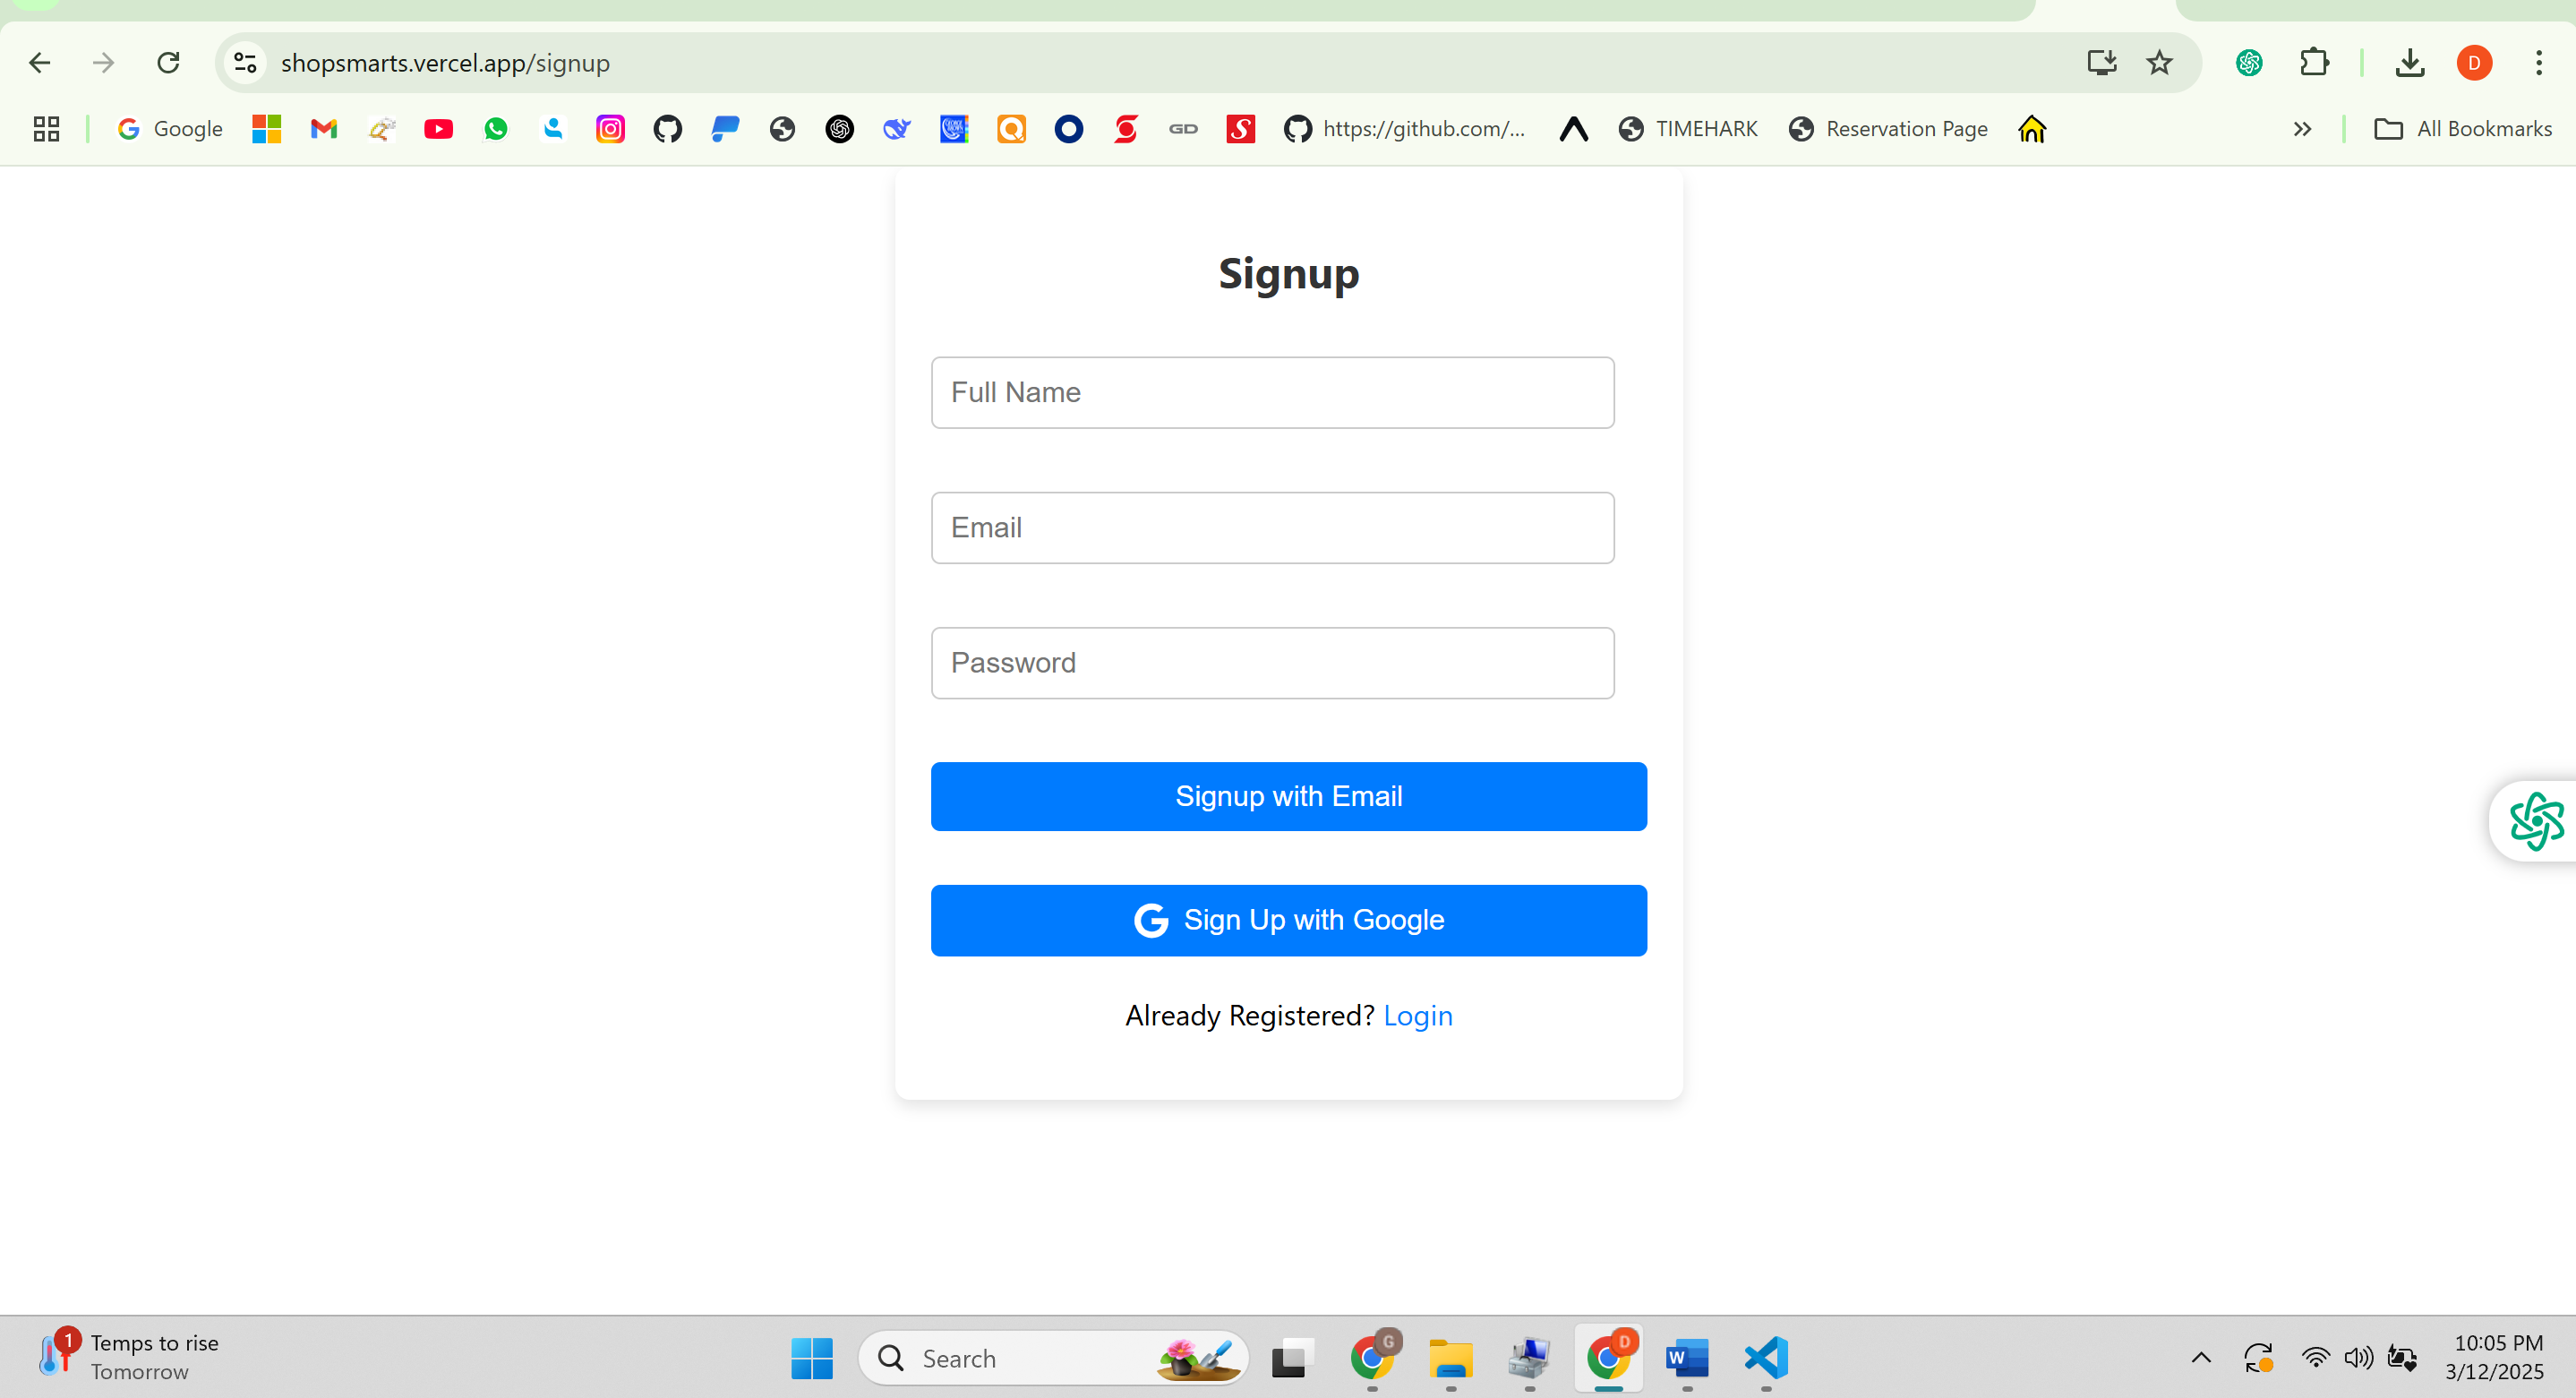 shopsmarts.vercel.app/signup
D
Google
GD
S
https://github.com/...
TIMEHARK
Reservation Page
All Bookmarks
Signup
Full Name
Email
Password
Signup with Email
G Sign Up with Google
Already Registered? Login
1
Temps to rise
Tomorrow
Search
G
D
W
10:05 PM
3/12/2025